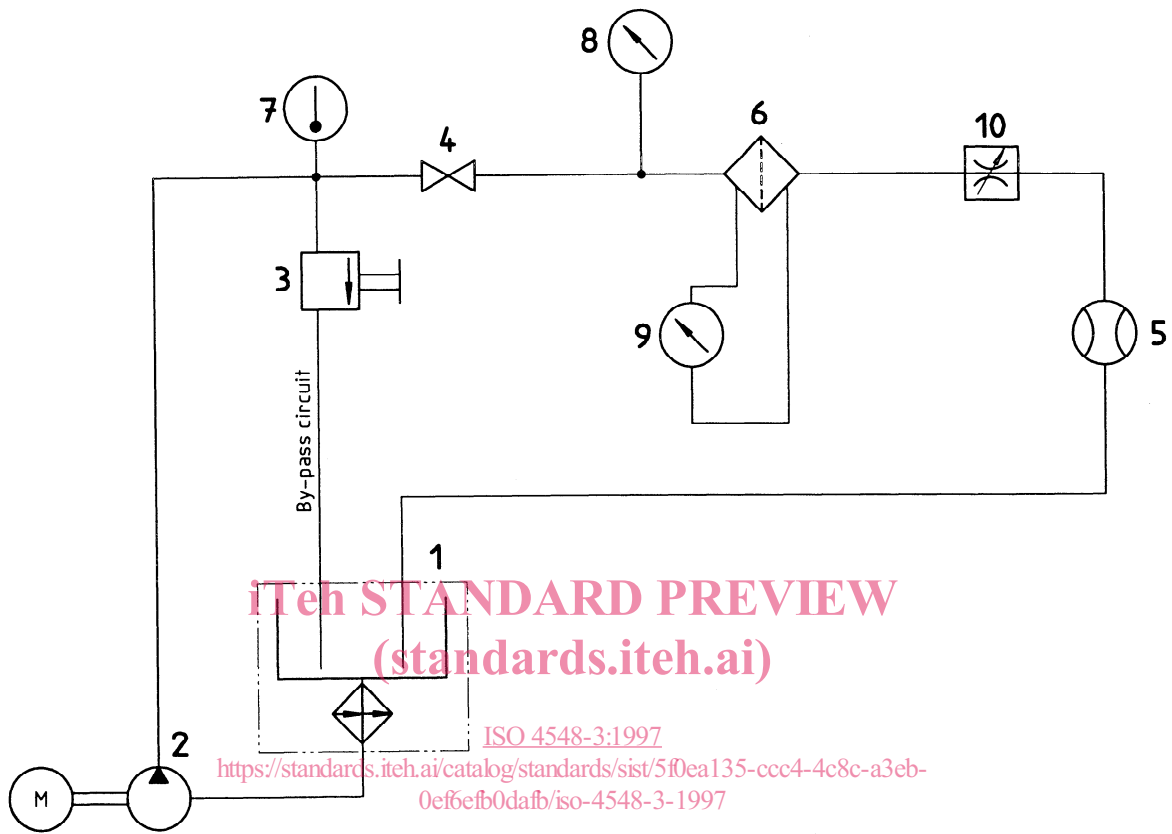 8
7
4
6
10
3
9
5
By-pass circuit
1
iTeh STANDARD PREVIEW
(standards.iteh.ai)
ISO 4548-3:1997
https://standards.iteh.ai/catalog/standards/sist/5f0ea135-ccc4-4c8c-a3eb-
0ef6efb0dafb/iso-4548-3-1997
2
M